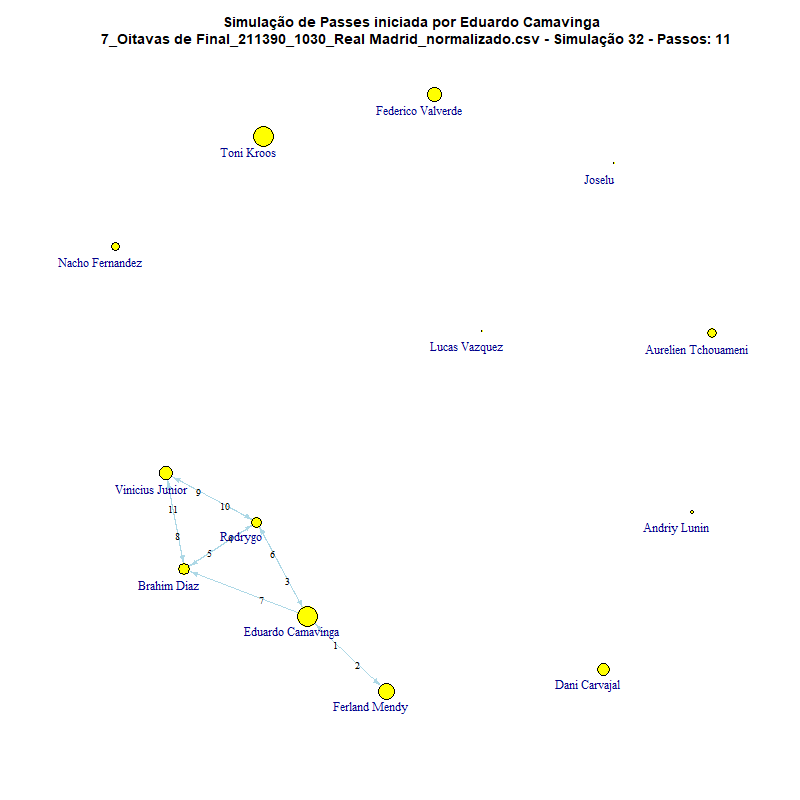 Simulação de Passes iniciada por Eduardo Camavinga
7_Oitavas de Final_211390_1030_Real Madrid_normalizado.csv - Simulação 32 - Passos: 11
Federico Valverde
Toni Kroos
Joselu
Nacho Fernandez
Lucas Vazquez
Aurelien Tchouameni
Vinicius Junior
9
10
11
Andriy Lunin
Rodrygo
8
5
6
Brahim Diaz
3
7
Eduardo Camavinga
1
2
Dani Carvajal
Ferland Mendy